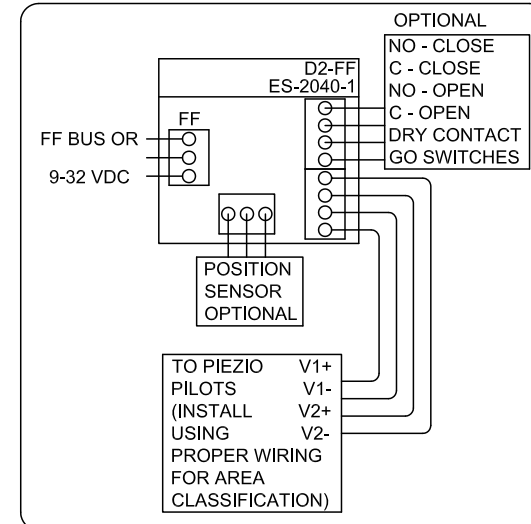 OPTIONAL
NO - CLOSE
C - CLOSE
NO - OPEN
C - OPEN
DRY CONTACT
GO SWITCHES
D2-FF
ES-2040-1
FF
FF BUS OR
9-32 VDC
POSITION
SENSOR
OPTIONAL
TO PIEZIO V1+
PILOTS V1-
(INSTALL V2+
USING V2-
PROPER WIRING
FOR AREA
CLASSIFICATION)